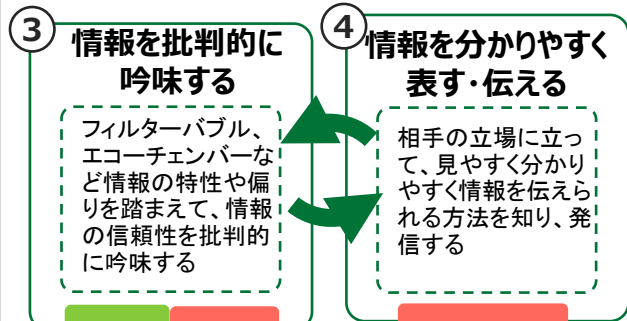 ③
情報を批判的に
吟味する
フィルターバブル、
エコーチェンバーな
ど情報の特性や偏
りを踏まえて、情報
の信頼性を批判的
に吟味する
④
情報を分かりやすく
表す・伝える
相手の立場に立っ
て、見やすく分かり
やすく情報を伝えら
れる方法を知り、発
信する